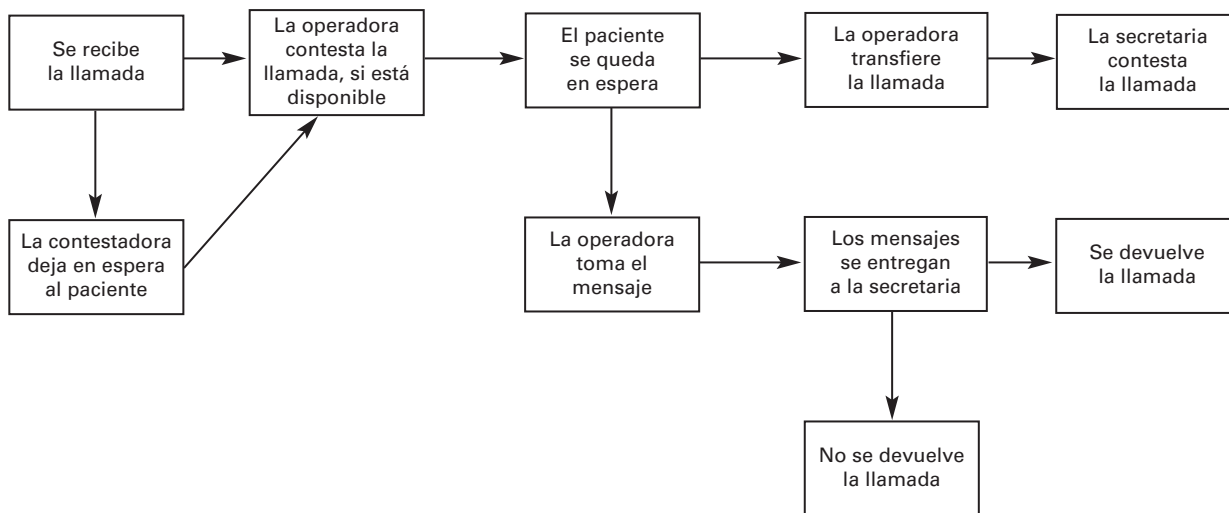 Se recibe
la llamada
La operadora
contesta la
llamada, si está
disponible
El paciente
se queda
en espera
La operadora
transfiere
la llamada
La secretaria
contesta
la llamada
La contestadora
deja en espera
al paciente
La operadora
toma el
mensaje
Los mensajes
se entregan
a la secretaria
Se devuelve
la llamada
No se devuelve
la llamada